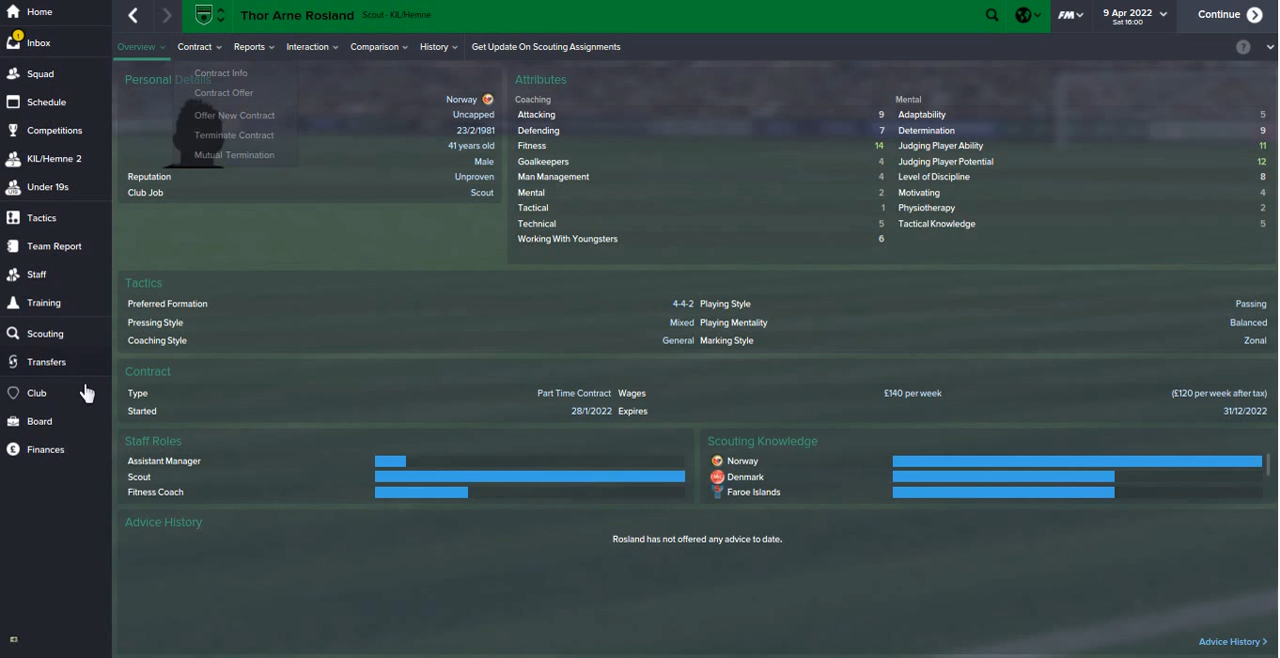 Home
1
Inbox
Squad
Schedule
Competitions
KIL/Hemne 2
Under 19s
Tactics
Team Report
Staff
Training
Scouting
Transfers
Club
Board
Finances
Thor Arne Rosland Scout - KIL/Hemne
FM
9 Apr 2022
Sat 16:00
Continue
Overview Contract Reports Interaction Comparison History Get Update On Scouting Assignments ?
Contract Info
Contract Offer
Offer New Contract
Terminate Contract
Mutual Termination
Personal Details
Norway
Uncapped
23/2/1981
41 years old
Male
Reputation Unproven
Club Job Scout
Attributes
Coaching
Attacking 9
Defending 7
Fitness 14
Goalkeepers 4
Man Management 4
Mental 2
Tactical 1
Technical 5
Working With Youngsters 6
Mental
Adaptability 5
Determination 9
Judging Player Ability 11
Judging Player Potential 12
Level of Discipline 8
Motivating 4
Physiotherapy 2
Tactical Knowledge 5
Tactics
Preferred Formation 4-4-2 Playing Style Passing
Pressing Style Mixed Playing Mentality Balanced
Coaching Style General Marking Style Zonal
Contract
Type Part Time Contract Wages £140 per week (£120 per week after tax)
Started 28/1/2022 Expires 31/12/2022
Staff Roles
Assistant Manager
Scout
Fitness Coach
Scouting Knowledge
Norway
Denmark
Faroe Islands
Advice History
Rosland has not offered any advice to date.
Advice History >